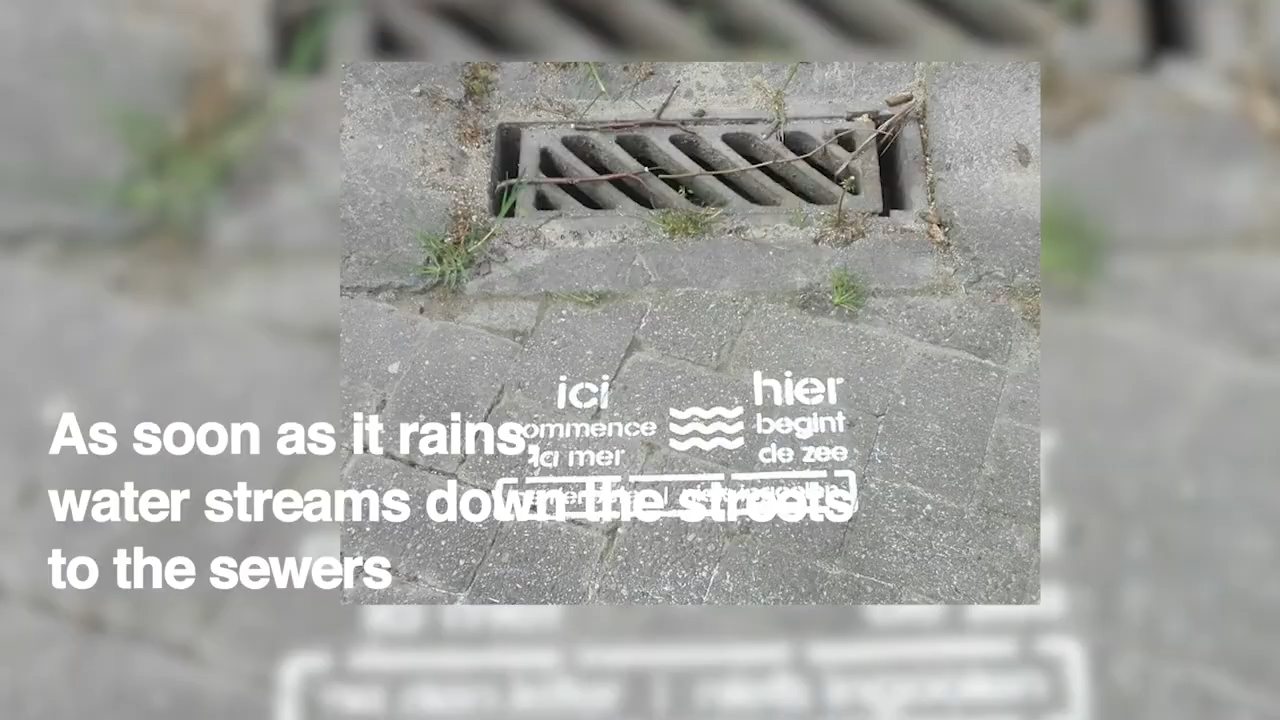 ici
commence
la mer
hier
begint
de zee
As soon as it rains,
water streams down the streets
to the sewers